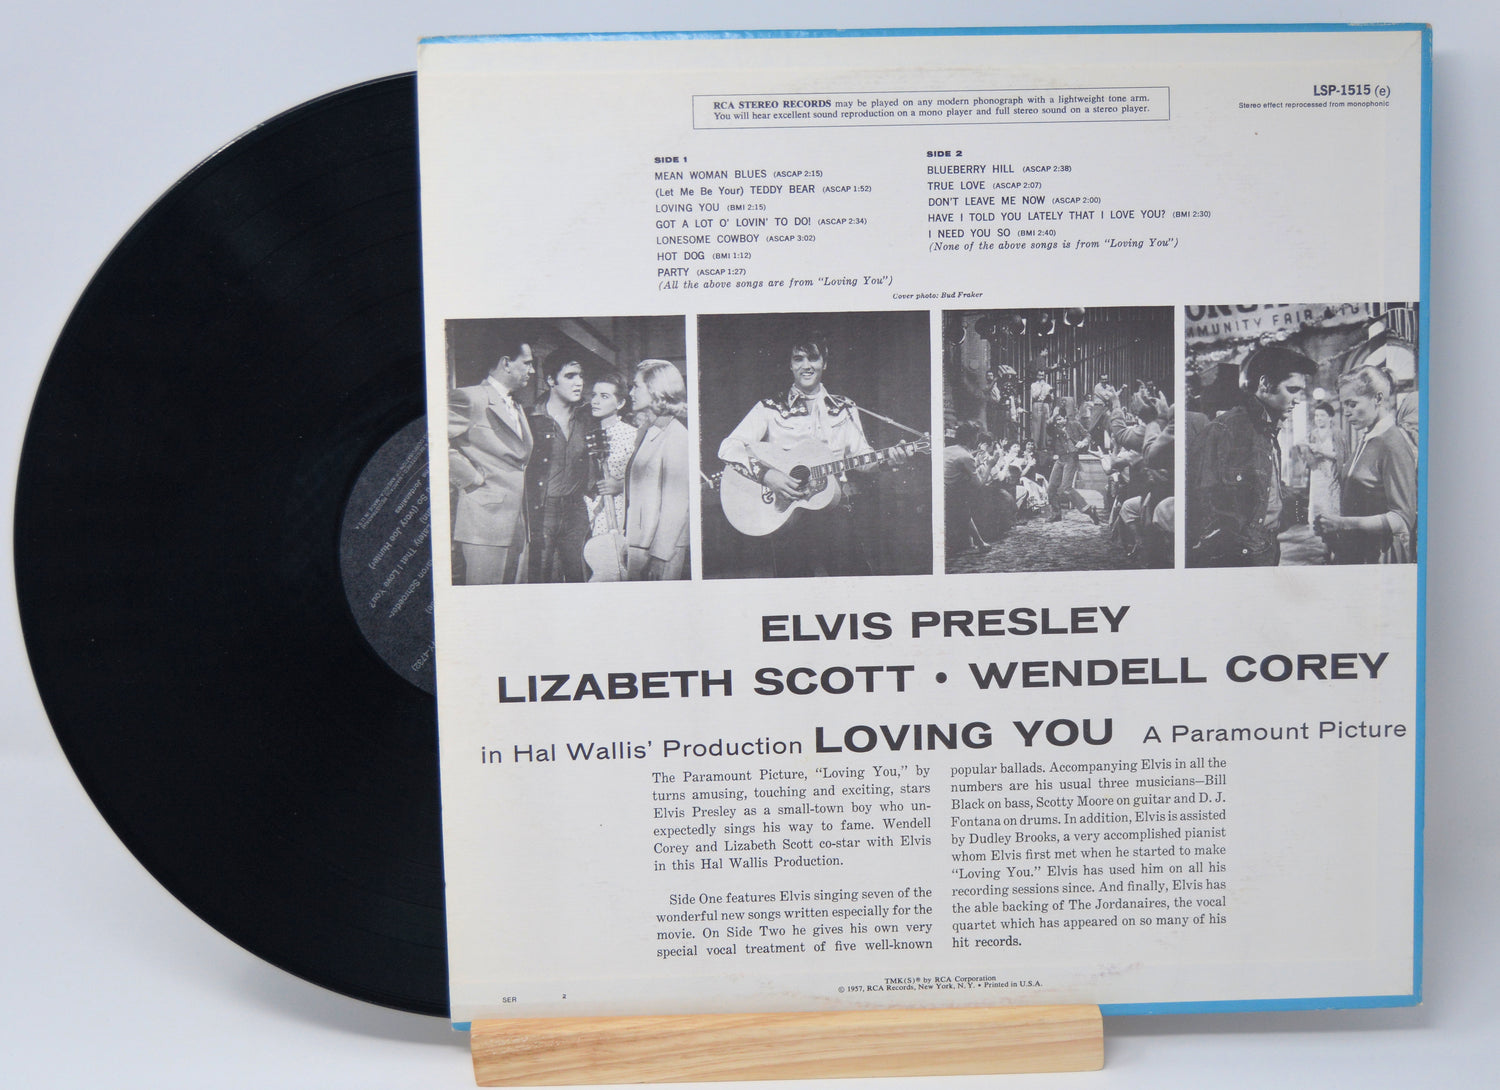 RCA STEREO RECORDS may be played on any modern phonograph with a lightweight tone arm.
You will hear excellent sound reproduction on a mono player and full stereo sound on a stereo player.
LSP-1515 (e)
Stereo effect reprocessed from monophonic
SIDE 1
MEAN WOMAN BLUES (ASCAP 2:15)
(Let Me Be Your) TEDDY BEAR (ASCAP 1:52)
LOVING YOU (BMI 2:15)
GOT A LOT O' LOVIN' TO DO! (ASCAP 2:34)
LONESOME COWBOY (ASCAP 3:02)
HOT DOG (BMI 1:12)
PARTY (ASCAP 1:27)
(All the above songs are from "Loving You")
SIDE 2
BLUEBERRY HILL (ASCAP 2:38)
TRUE LOVE (ASCAP 2:07)
DON'T LEAVE ME NOW (ASCAP 2:00)
HAVE I TOLD YOU LATELY THAT I LOVE YOU? (BMI 2:30)
I NEED YOU SO (BMI 2:40)
(None of the above songs is from "Loving You")
Cover photo: Bud Fraker
MUNITY FAIR
ELVIS PRESLEY
LIZABETH SCOTT • WENDELL COREY
in Hal Wallis' Production LOVING YOU A Paramount Picture
The Paramount Picture, "Loving You," by
turns amusing, touching and exciting, stars
Elvis Presley as a small-town boy who un-
expectedly sings his way to fame. Wendell
Corey and Lizabeth Scott co-star with Elvis
in this Hal Wallis Production.
Side One features Elvis singing seven of the
wonderful new songs written especially for the
movie. On Side Two he gives his own very
special vocal treatment of five well-known
popular ballads. Accompanying Elvis in all the
numbers are his usual three musicians—Bill
Black on bass, Scotty Moore on guitar and D. J.
Fontana on drums. In addition, Elvis is assisted
by Dudley Brooks, a very accomplished pianist
whom Elvis first met when he started to make
"Loving You." Elvis has used him on all his
recording sessions since. And finally, Elvis has
the able backing of The Jordanaires, the vocal
quartet which has appeared on so many of his
hit records.
TMK(S)® by RCA Corporation
© 1957, RCA Records, New York, N. Y. • Printed in U.S.A.
SER 2
So (Ivory Joe Hunter)
Lately That I Love You?
Aaron Schroeder-